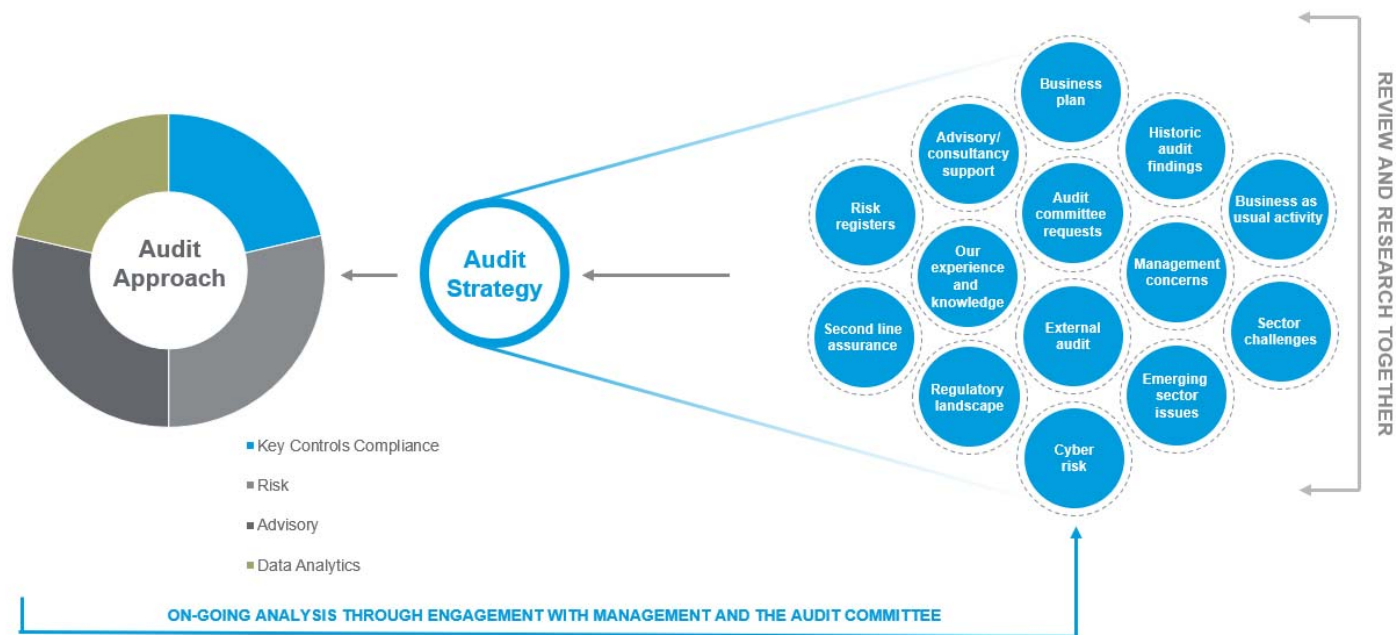 Audit
Approach
Key Controls Compliance
Risk
Advisory
Data Analytics
Audit
Strategy
Business
plan
Advisory/
consultancy
support
Historic
audit
findings
Risk
registers
Audit
committee
requests
Business as
usual activity
Our
experience
and
knowledge
Management
concerns
Second line
assurance
External
audit
Sector
challenges
Regulatory
landscape
Emerging
sector
issues
Cyber
risk
REVIEW AND RESEARCH TOGETHER
ON-GOING ANALYSIS THROUGH ENGAGEMENT WITH MANAGEMENT AND THE AUDIT COMMITTEE